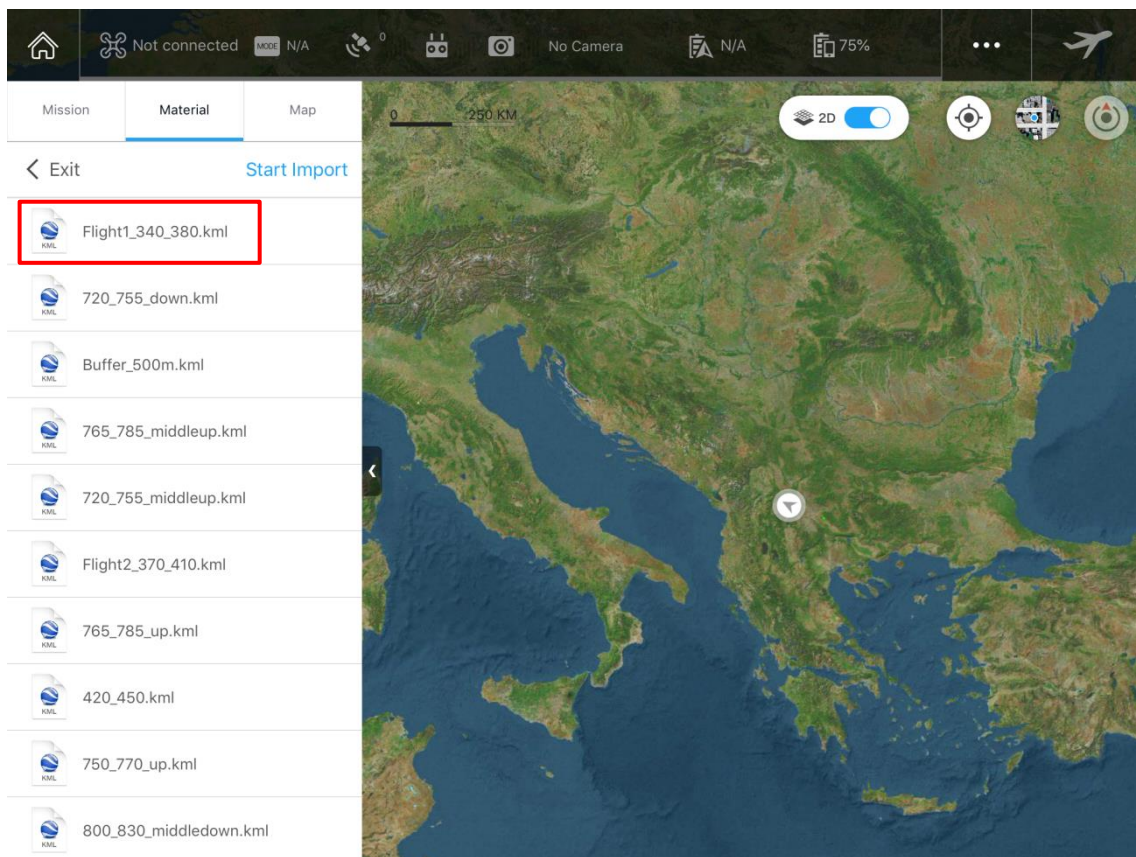 Not connected MODE N/A 0 No Camera N/A 75%
Mission Material Map
0 250 KM
2D
Exit Start Import
KML Flight1_340_380.kml
KML 720_755_down.kml
KML Buffer_500m.kml
KML 765_785_middleup.kml
KML 720_755_middleup.kml
KML Flight2_370_410.kml
KML 765_785_up.kml
KML 420_450.kml
KML 750_770_up.kml
KML 800_830_middledown.kml